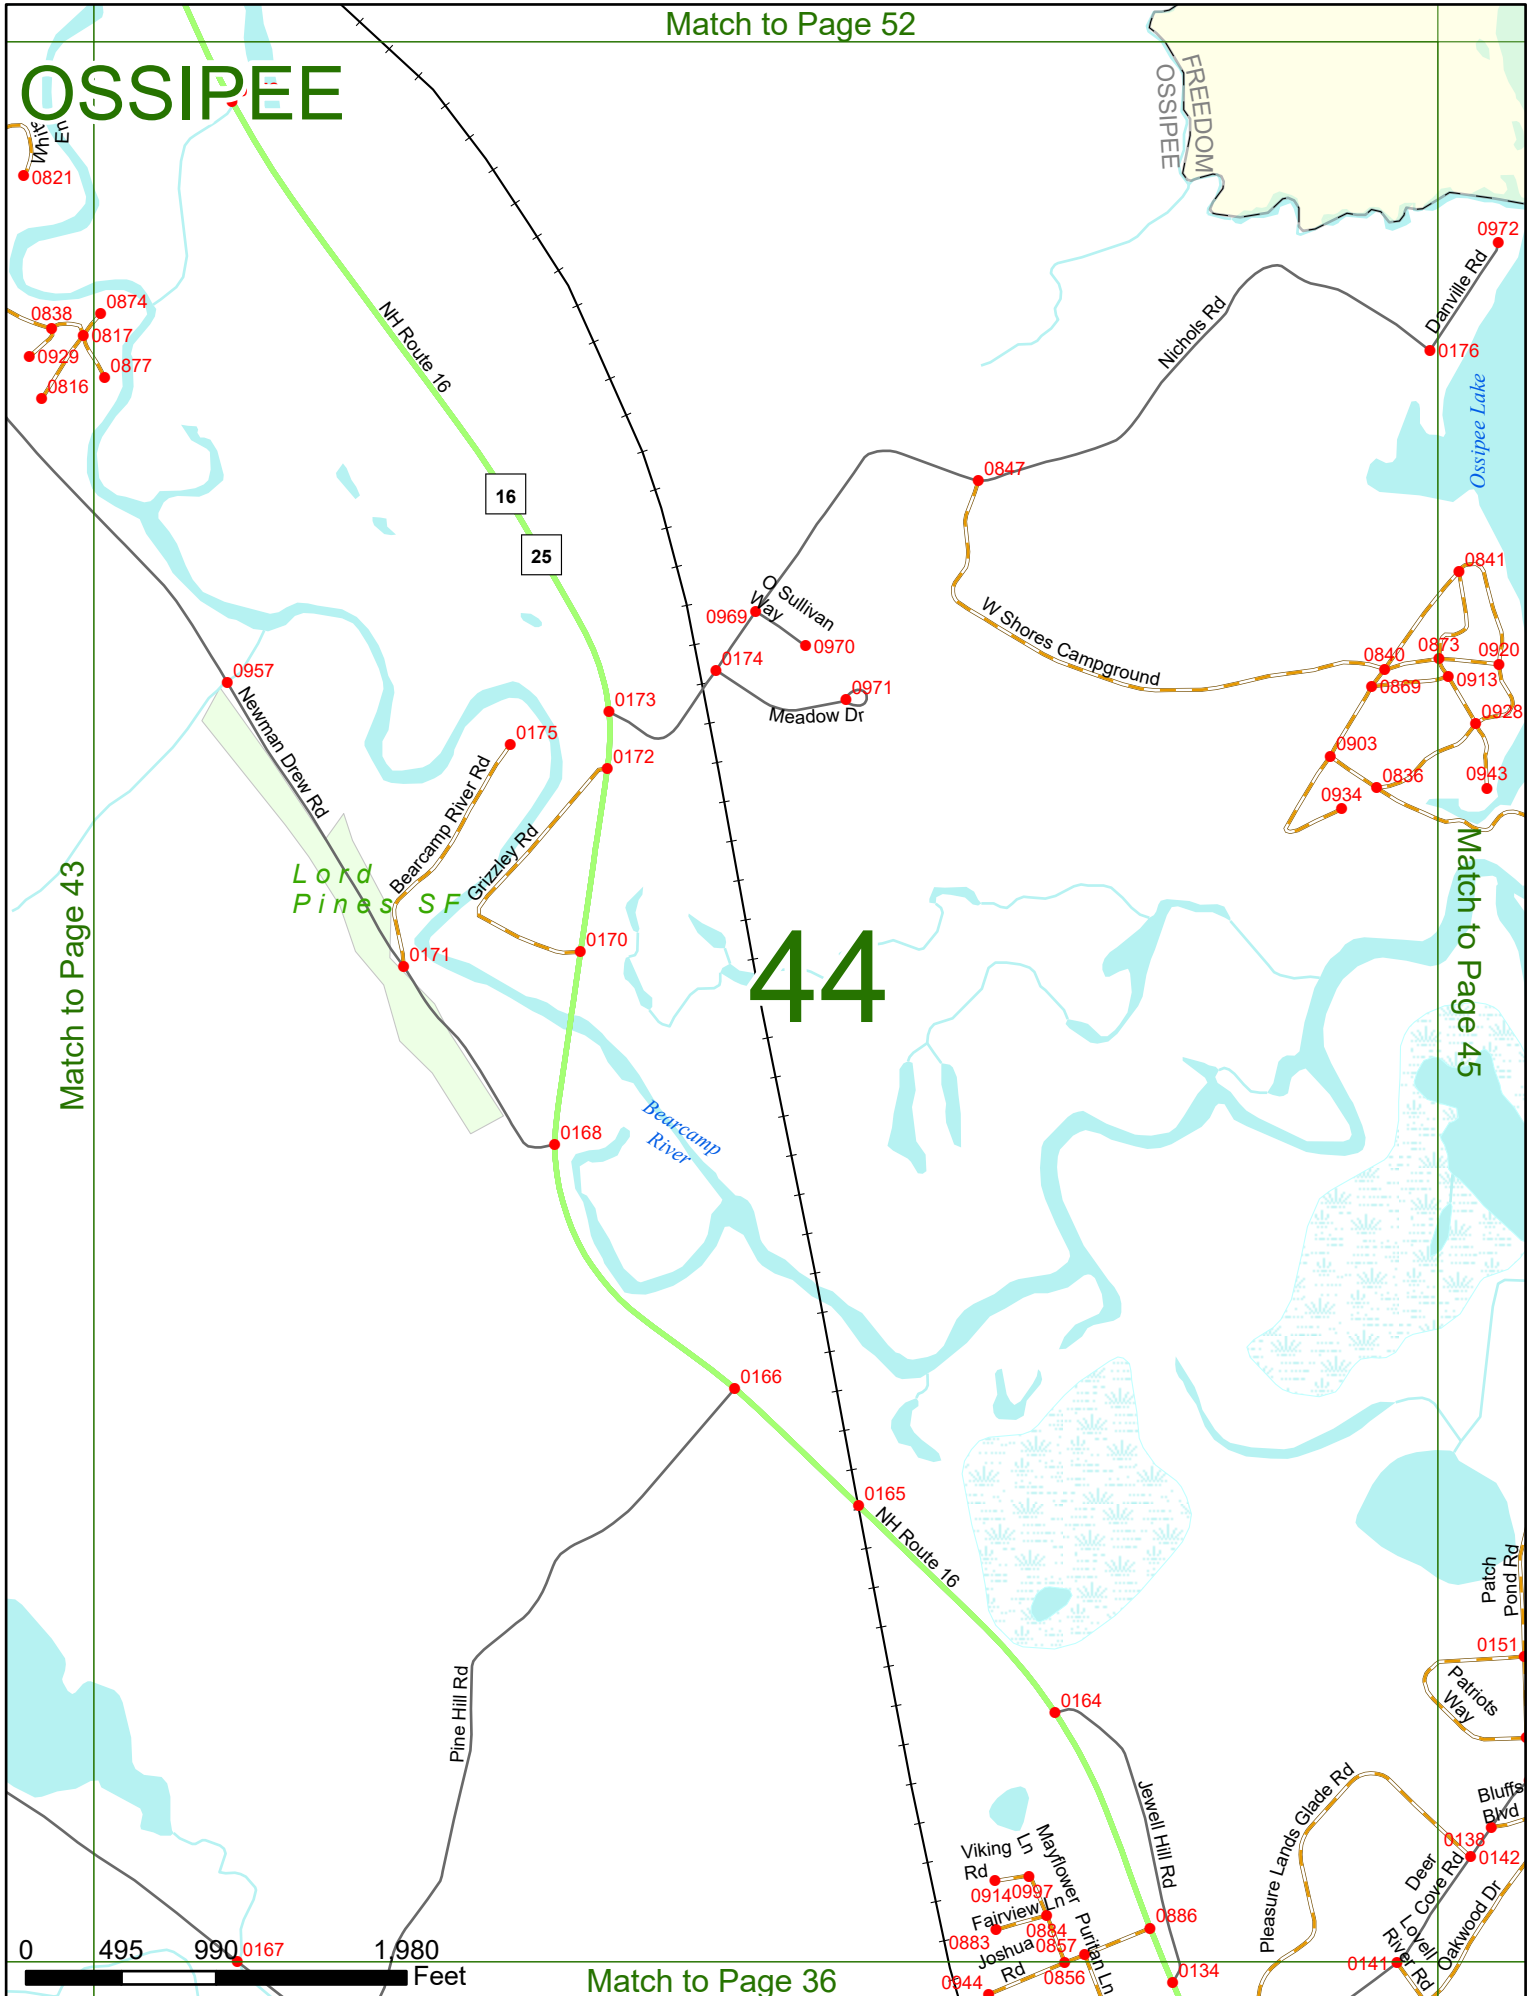 Match to Page 52
OSSIPEE
FREEDOM
OSSIPEE
0821
0972
Danville Rd
0176
Nichols Rd
Ossipee Lake
0838
0874
0817
0929
0877
0816
NH Route 16
16
25
0847
0841
W Shores Campground
0969
O Sullivan
Way
0970
0174
0971
Meadow Dr
0873
0920
0840
0913
0869
0928
0903
0836
0943
0934
0957
Newman Drew Rd
0173
0175
0172
Bearcamp River Rd
Grizzley Rd
Lord
Pines SF
0171
0170
44
Match to Page 43
Match to Page 45
0168
Bearcamp
River
0166
0165
NH Route 16
Pine Hill Rd
Patch
Pond Rd
0151
Patriots
Way
0164
Jewell Hill Rd
Pleasure Lands Glade Rd
Bluffs
Blvd
0138
0142
Deer
Cove Rd
Oakwood Dr
Lovell
River Rd
0141
Viking
Rd
Mayflower
Ln
0914
0997
Fairview Ln
0883
0884
0886
Joshua
Rd
0857
Puritan Ln
0856
0944
0134
0167
0 495 990 1,980
Feet
Match to Page 36